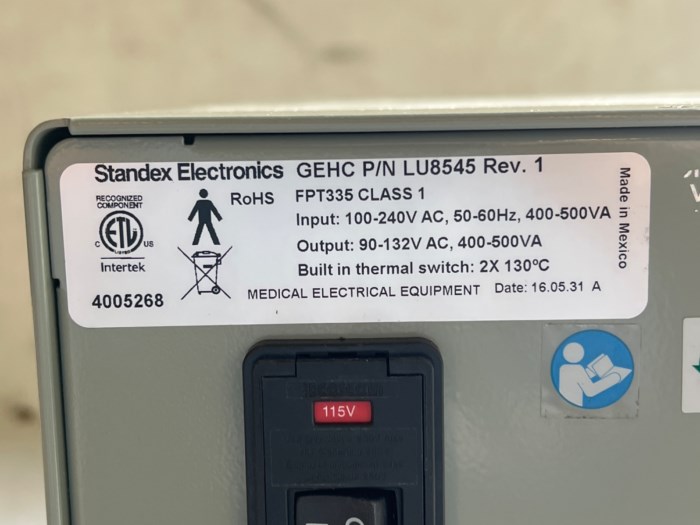 Standex Electronics GEHC P/N LU8545 Rev. 1
RECOGNIZED
COMPONENT
RoHS
FPT335 CLASS 1
Input: 100-240V AC, 50-60Hz, 400-500VA
C ETL US
Output: 90-132V AC, 400-500VA
Intertek
Built in thermal switch: 2X 130ºC
4005268
MEDICAL ELECTRICAL EQUIPMENT Date: 16.05.31 A
Made in Mexico
115V